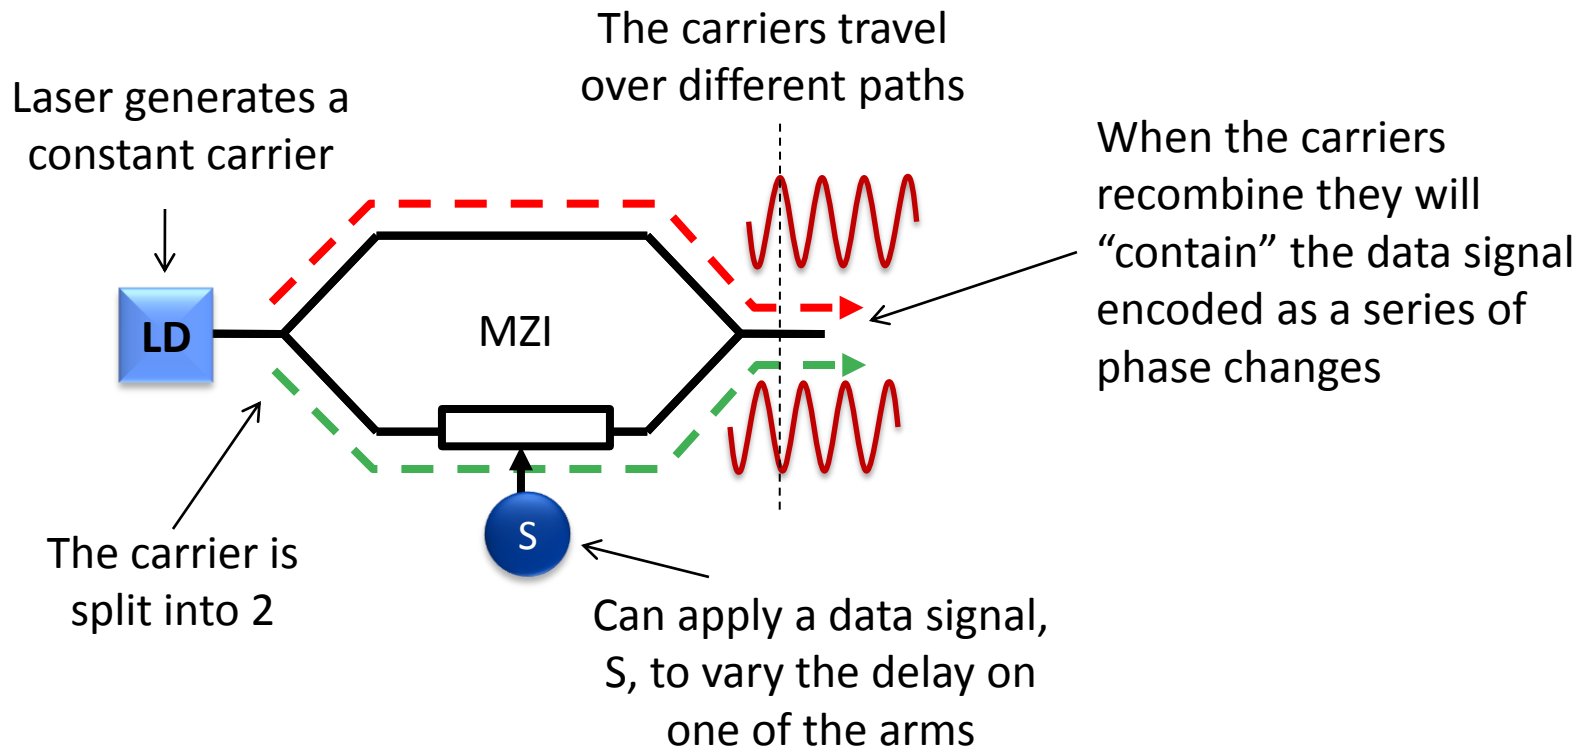 The carriers travel
over different paths
Laser generates a
constant carrier
When the carriers
recombine they will
“contain” the data signal
encoded as a series of
phase changes
LD
MZI
S
The carrier is
split into 2
Can apply a data signal,
S, to vary the delay on
one of the arms